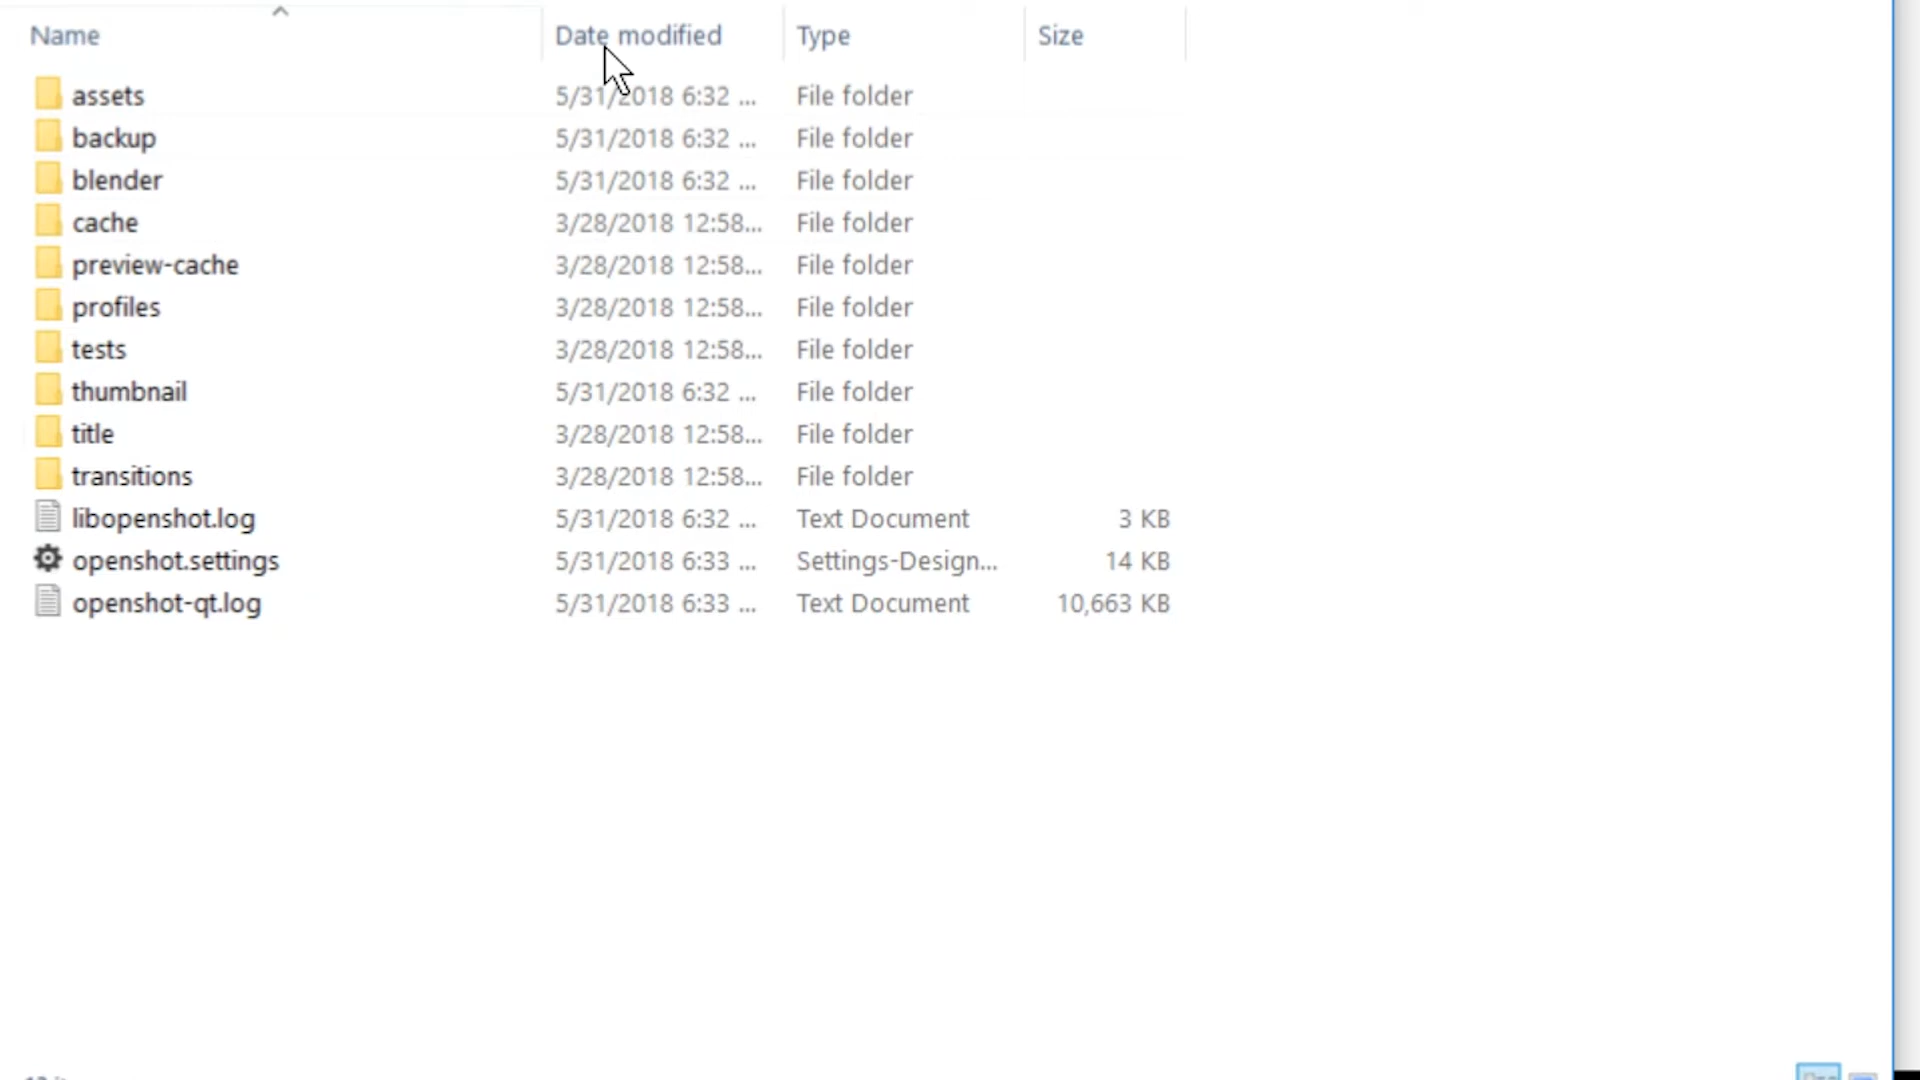 Name Date modified Type Size
assets 5/31/2018 6:32 ... File folder
backup 5/31/2018 6:32 ... File folder
blender 5/31/2018 6:32 ... File folder
cache 3/28/2018 12:58... File folder
preview-cache 3/28/2018 12:58... File folder
profiles 3/28/2018 12:58... File folder
tests 3/28/2018 12:58... File folder
thumbnail 5/31/2018 6:32 ... File folder
title 3/28/2018 12:58... File folder
transitions 3/28/2018 12:58... File folder
libopenshot.log 5/31/2018 6:32 ... Text Document 3 KB
openshot.settings 5/31/2018 6:33 ... Settings-Design... 14 KB
openshot-qt.log 5/31/2018 6:33 ... Text Document 10,663 KB